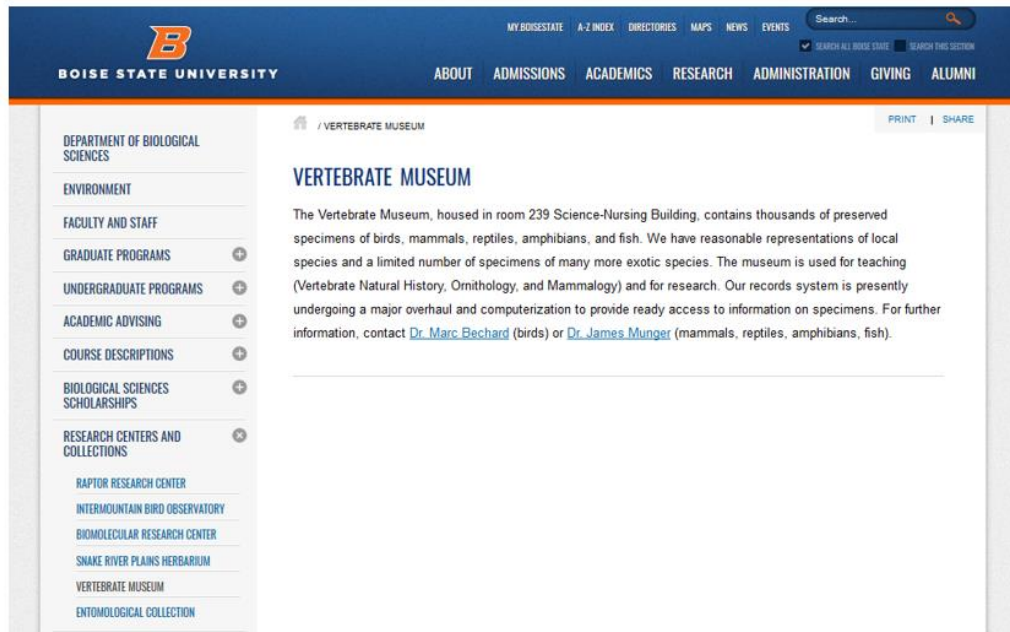 MY.BOISESTATE A-Z INDEX DIRECTORIES MAPS NEWS EVENTS Search...
SEARCH ALL BOISE STATE SEARCH THIS SECTION
B
BOISE STATE UNIVERSITY
ABOUT ADMISSIONS ACADEMICS RESEARCH ADMINISTRATION GIVING ALUMNI
DEPARTMENT OF BIOLOGICAL
SCIENCES
ENVIRONMENT
FACULTY AND STAFF
GRADUATE PROGRAMS
UNDERGRADUATE PROGRAMS
ACADEMIC ADVISING
COURSE DESCRIPTIONS
BIOLOGICAL SCIENCES
SCHOLARSHIPS
RESEARCH CENTERS AND
COLLECTIONS
RAPTOR RESEARCH CENTER
INTERMOUNTAIN BIRD OBSERVATORY
BIOMOLECULAR RESEARCH CENTER
SNAKE RIVER PLAINS HERBARIUM
VERTEBRATE MUSEUM
ENTOMOLOGICAL COLLECTION
/ VERTEBRATE MUSEUM
PRINT | SHARE
VERTEBRATE MUSEUM
The Vertebrate Museum, housed in room 239 Science-Nursing Building, contains thousands of preserved
specimens of birds, mammals, reptiles, amphibians, and fish. We have reasonable representations of local
species and a limited number of specimens of many more exotic species. The museum is used for teaching
(Vertebrate Natural History, Ornithology, and Mammalogy) and for research. Our records system is presently
undergoing a major overhaul and computerization to provide ready access to information on specimens. For further
information, contact Dr. Marc Bechard (birds) or Dr. James Munger (mammals, reptiles, amphibians, fish).